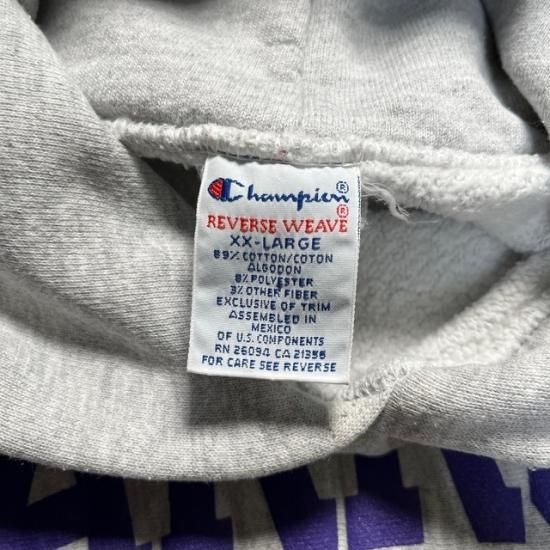 Champion®
REVERSE WEAVE®
XX-LARGE
89% COTTON/COTON
ALGODON
8% POLYESTER
3% OTHER FIBER
EXCLUSIVE OF TRIM
ASSEMBLED IN
MEXICO
OF U.S. COMPONENTS
RN 26094 CA 21356
FOR CARE SEE REVERSE